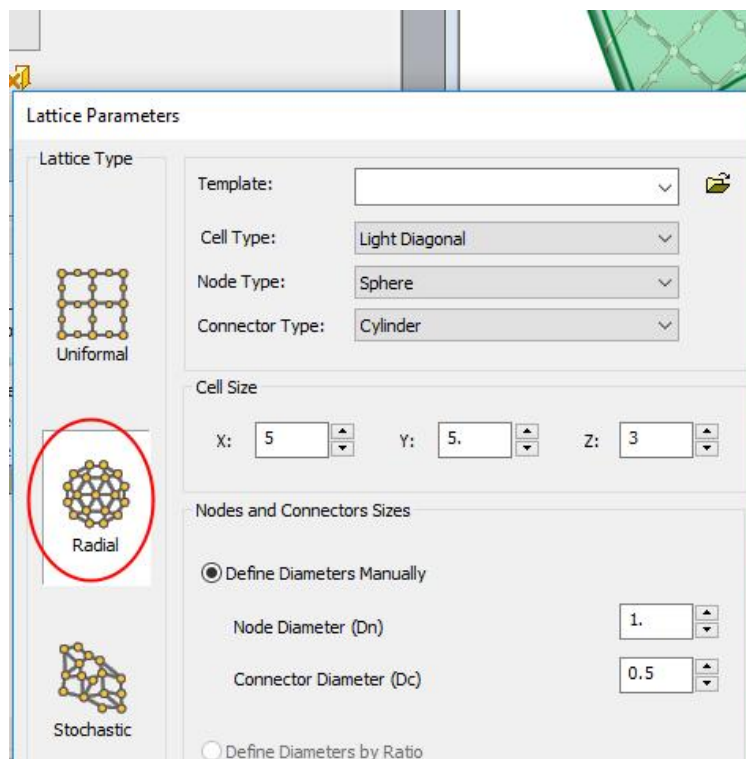 Lattice Parameters
Lattice Type
Template:
Cell Type: Light Diagonal
Node Type: Sphere
Connector Type: Cylinder
Uniformal
Cell Size
X: 5 Y: 5. Z: 3
Radial
Nodes and Connectors Sizes
Define Diameters Manually
Node Diameter (Dn) 1.
Connector Diameter (Dc) 0.5
Stochastic
Define Diameters by Ratio